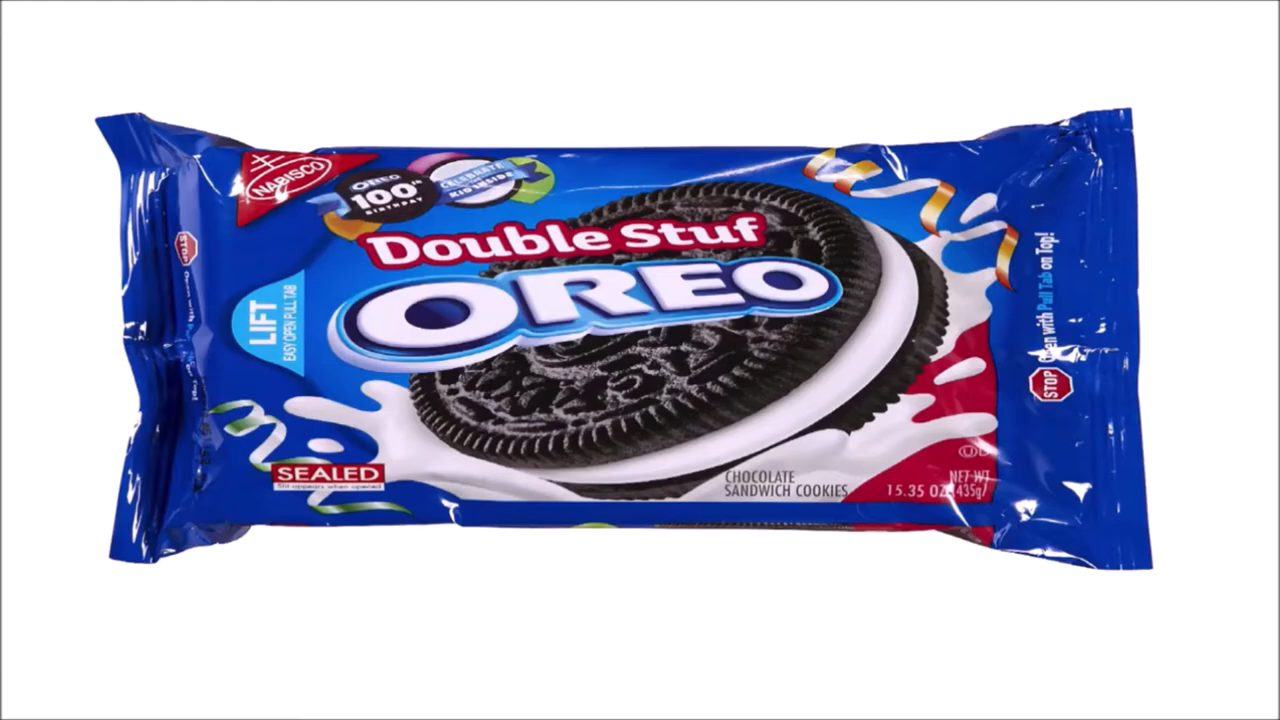 NABISCO
OREO
100th
BIRTHDAY
CELEBRATE
KID INSIDE
Double Stuf
OREO
LIFT
EASY OPEN PULL TAB
STOP
SEALED
CHOCOLATE
SANDWICH COOKIES
NET WT
15.35 OZ (435g)
STOP Open with Pull Tab on Top!